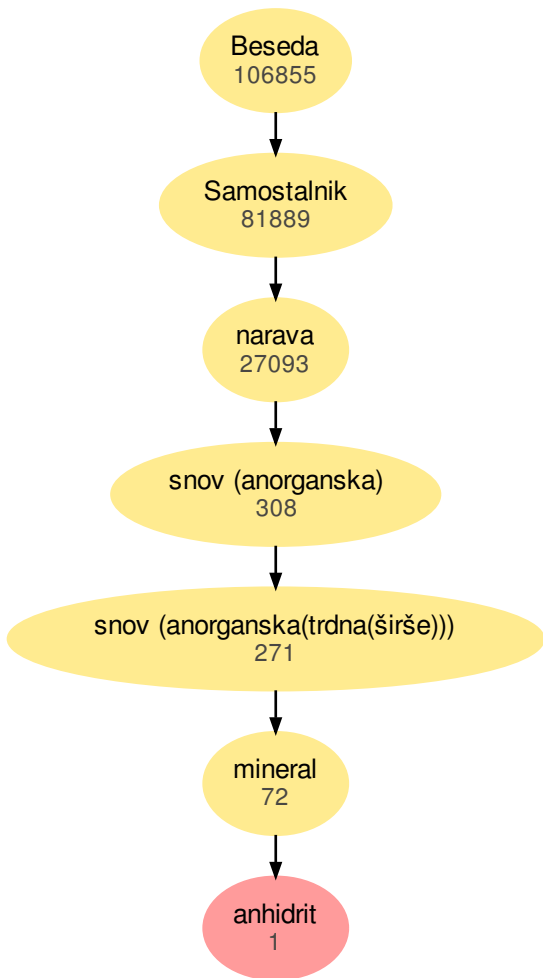 Beseda
106855
Samostalnik
81889
narava
27093
snov (anorganska)
308
snov (anorganska(trdna(širše)))
271
mineral
72
anhidrit
1